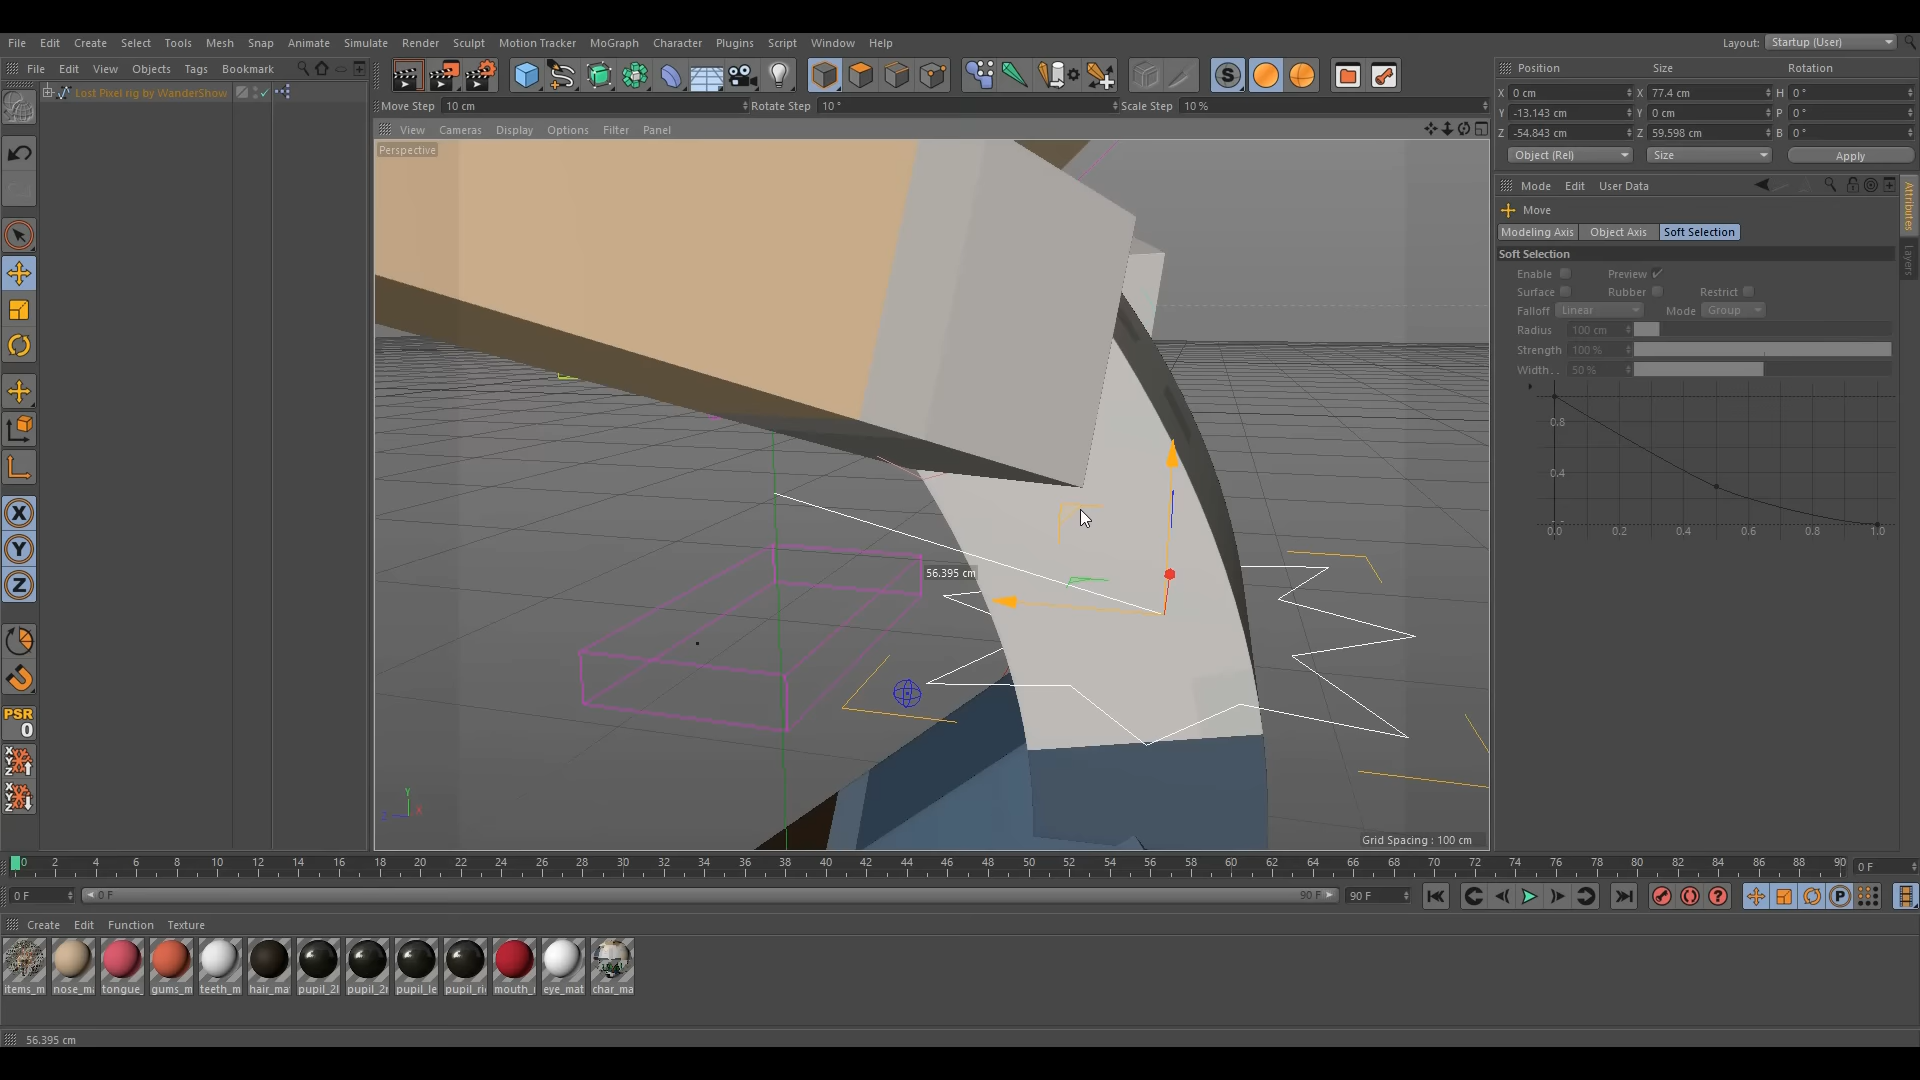 File Edit Create Select Tools Mesh Snap Animate Simulate Render Sculpt Motion Tracker MoGraph Character Plugins Script Window Help
Layout: Startup (User)
File Edit View Objects Tags Bookmark
Lost Pixel rig by WanderShow
Move Step 10 cm Rotate Step 10 ° Scale Step 10 %
View Cameras Display Options Filter Panel
Perspective
Position Size Rotation
X 0 cm X 77.4 cm H 0 °
Y -13.143 cm Y 0 cm P 0 °
Z -54.843 cm Z 59.598 cm B 0 °
Object (Rel) Size Apply
Mode Edit User Data
Move
Modeling Axis Object Axis Soft Selection
Soft Selection
Enable Preview
Surface Rubber Restrict
Falloff Linear Mode Group
Radius 100 cm
Strength 100 %
Width.. 50 %
0.8
0.4
0.0 0.2 0.4 0.6 0.8 1.0
Attributes
Layers
S
X
Y
Z
PSR
0
X
Y
Z
X
Y
Z
56.395 cm
Y
X
Z
Grid Spacing : 100 cm
0 2 4 6 8 10 12 14 16 18 20 22 24 26 28 30 32 34 36 38 40 42 44 46 48 50 52 54 56 58 60 62 64 66 68 70 72 74 76 78 80 82 84 86 88 90 0 F
0 F 0 F 90 F 90 F P
Create Edit Function Texture
items_m nose_m tongue_ gums_m teeth_m hair_ma pupil_2l pupil_2r pupil_le pupil_ri mouth_ eye_mat char_ma
56.395 cm